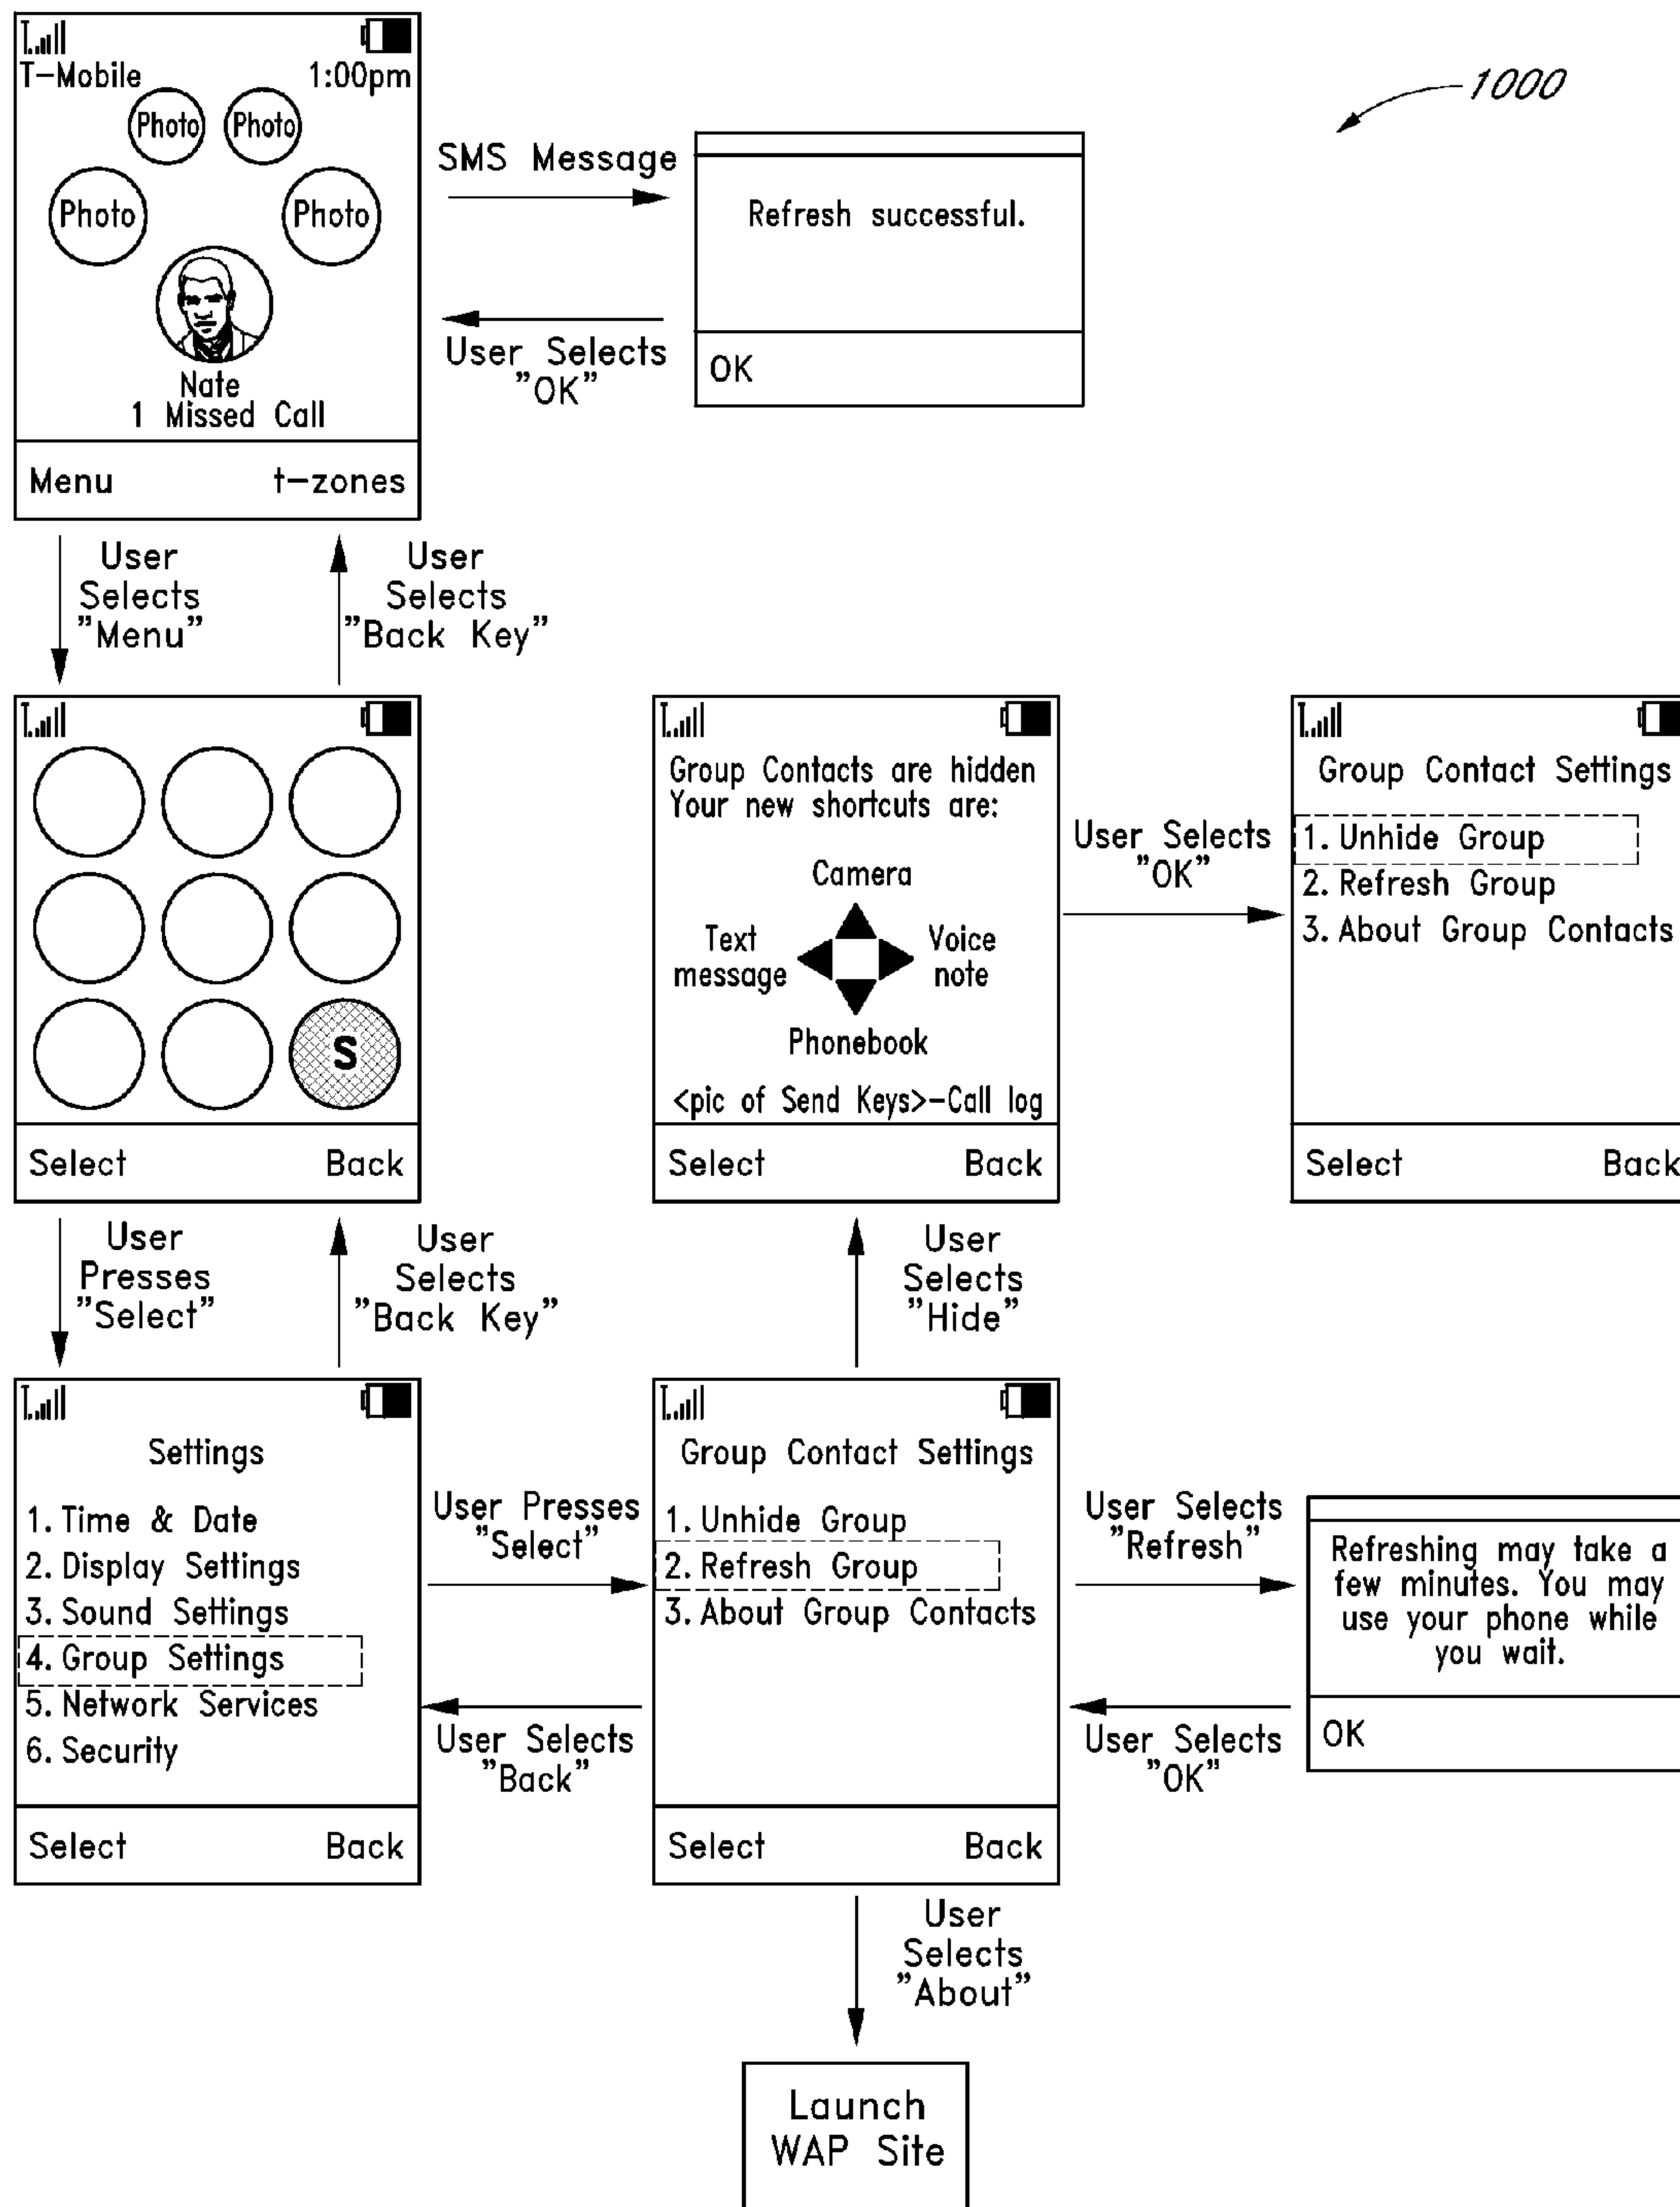 T-Mobile 1:00pm
Photo Photo
Photo Photo
Nate
1 Missed Call
Menu t-zones
SMS Message
User Selects
"OK"
Refresh successful.
OK
1000
User
Selects
"Menu"
User
Selects
"Back Key"
S
Select Back
Group Contacts are hidden
Your new shortcuts are:
Camera
Text
message
Voice
note
Phonebook
<pic of Send Keys>-Call log
Select Back
User Selects
"OK"
Group Contact Settings
1. Unhide Group
2. Refresh Group
3. About Group Contacts
Select Back
User
Presses
"Select"
User
Selects
"Back Key"
User
Selects
"Hide"
Settings
1. Time & Date
2. Display Settings
3. Sound Settings
4. Group Settings
5. Network Services
6. Security
Select Back
User Presses
"Select"
User Selects
"Back"
Group Contact Settings
1. Unhide Group
2. Refresh Group
3. About Group Contacts
Select Back
User Selects
"Refresh"
User Selects
"OK"
Refreshing may take a
few minutes. You may
use your phone while
you wait.
OK
User
Selects
"About"
Launch
WAP Site